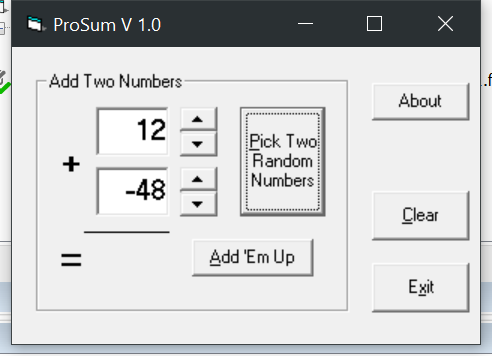 ProSum V 1.0
Add Two Numbers
12
+
-48
=
Pick Two
Random
Numbers
Add 'Em Up
About
Clear
Exit